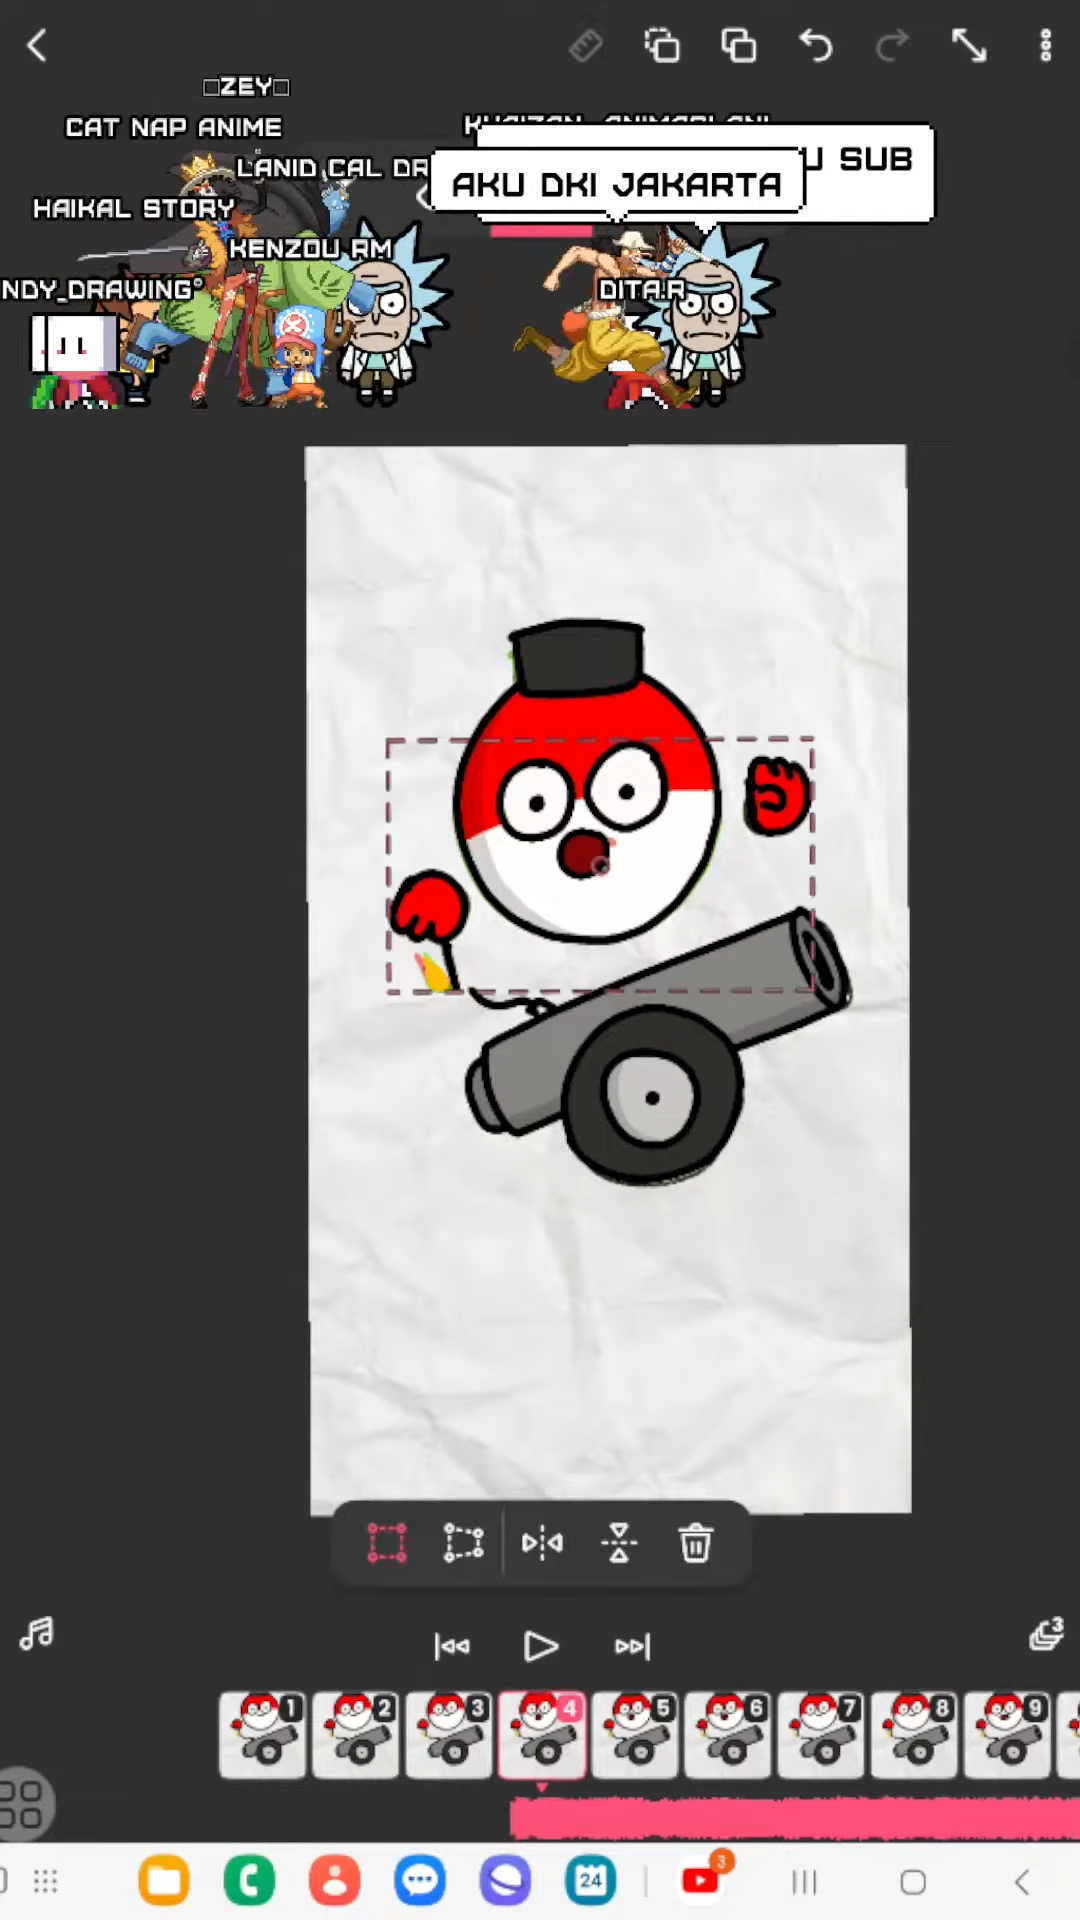 □ZEY□
CAT NAP ANIME
LANID CAL DR
U SUB
AKU DKI JAKARTA
HAIKAL STORY
KENZOU RM
NDY_DRAWING°
DITA.R
3
1 2 3 4 5 6 7 8 9
24
3